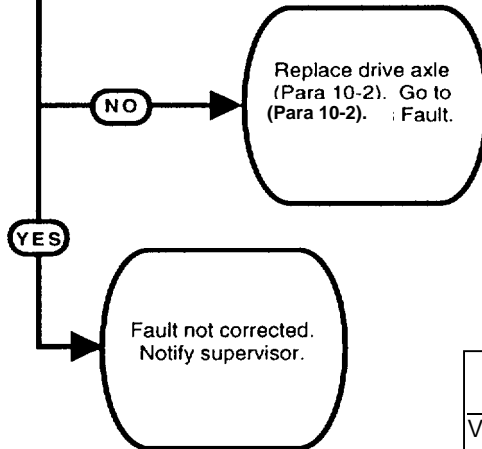 Replace drive axle
(Para 10-2). Go to
(Para 10-2). Fault.
NO
YES
Fault not corrected.
Notify supervisor.
V